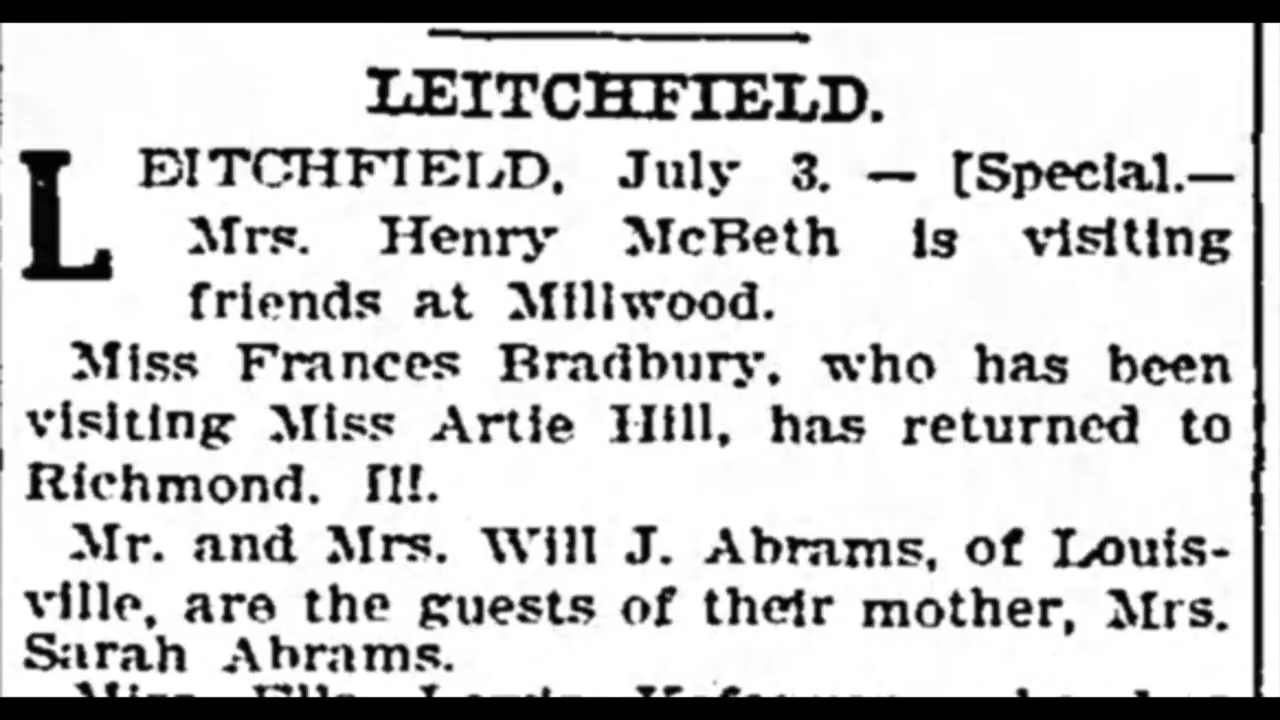 LEITCHFIELD.
LEITCHFIELD, July 3. — [Special.—
Mrs. Henry McBeth is visiting
friends at Millwood.
Miss Frances Bradbury, who has been
visiting Miss Artie Hill, has returned to
Richmond, Ill.
Mr. and Mrs. Will J. Abrams, of Louis-
ville, are the guests of their mother, Mrs.
Sarah Abrams.
Miss